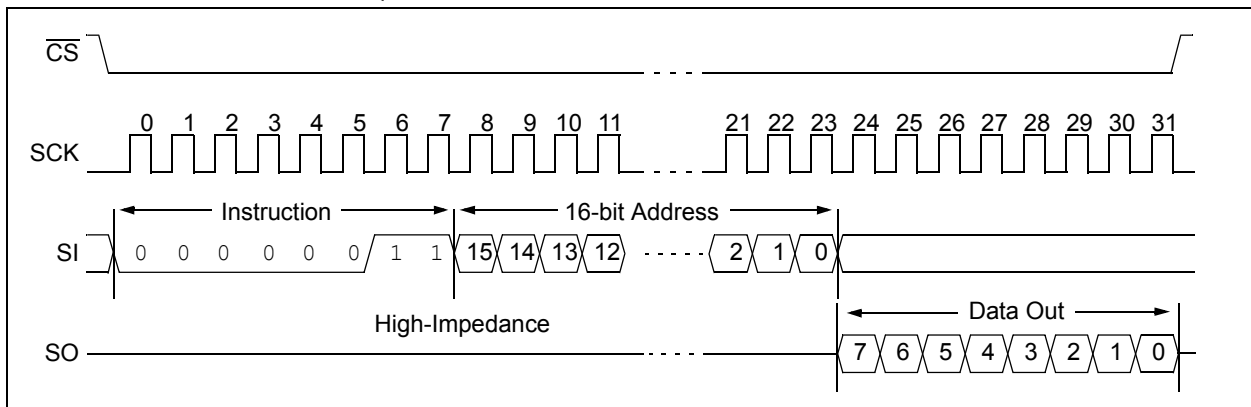 CS
0 1 2 3 4 5 6 7 8 9 10 11 21 22 23 24 25 26 27 28 29 30 31
SCK
Instruction 16-bit Address
SI 0 0 0 0 0 0 1 1 15 14 13 12 2 1 0
High-Impedance Data Out
SO 7 6 5 4 3 2 1 0